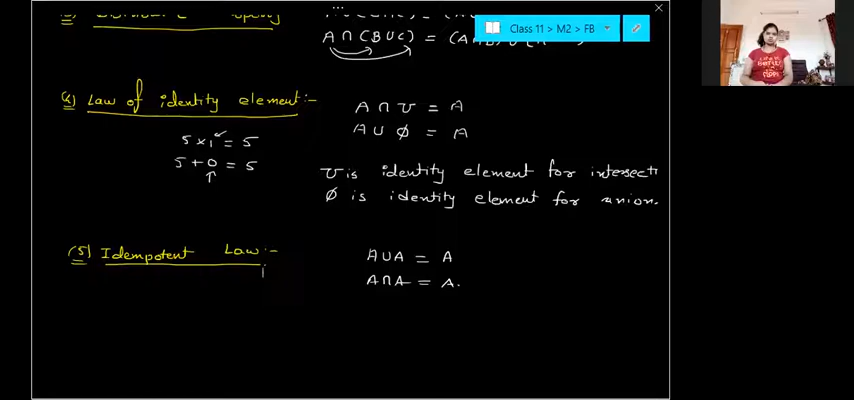 Property
A ∩ (B ∪ C) = (A
Class 11 > M2 > FB
(4) Law of identity element :-
A ∩ U = A
A ∪ ϕ = A
5 × 1 = 5
5 + 0 = 5
U is identity element for intersecti
ϕ is identity element for union.
(5) Idempotent Law :-
A ∪ A = A
A ∩ A = A.